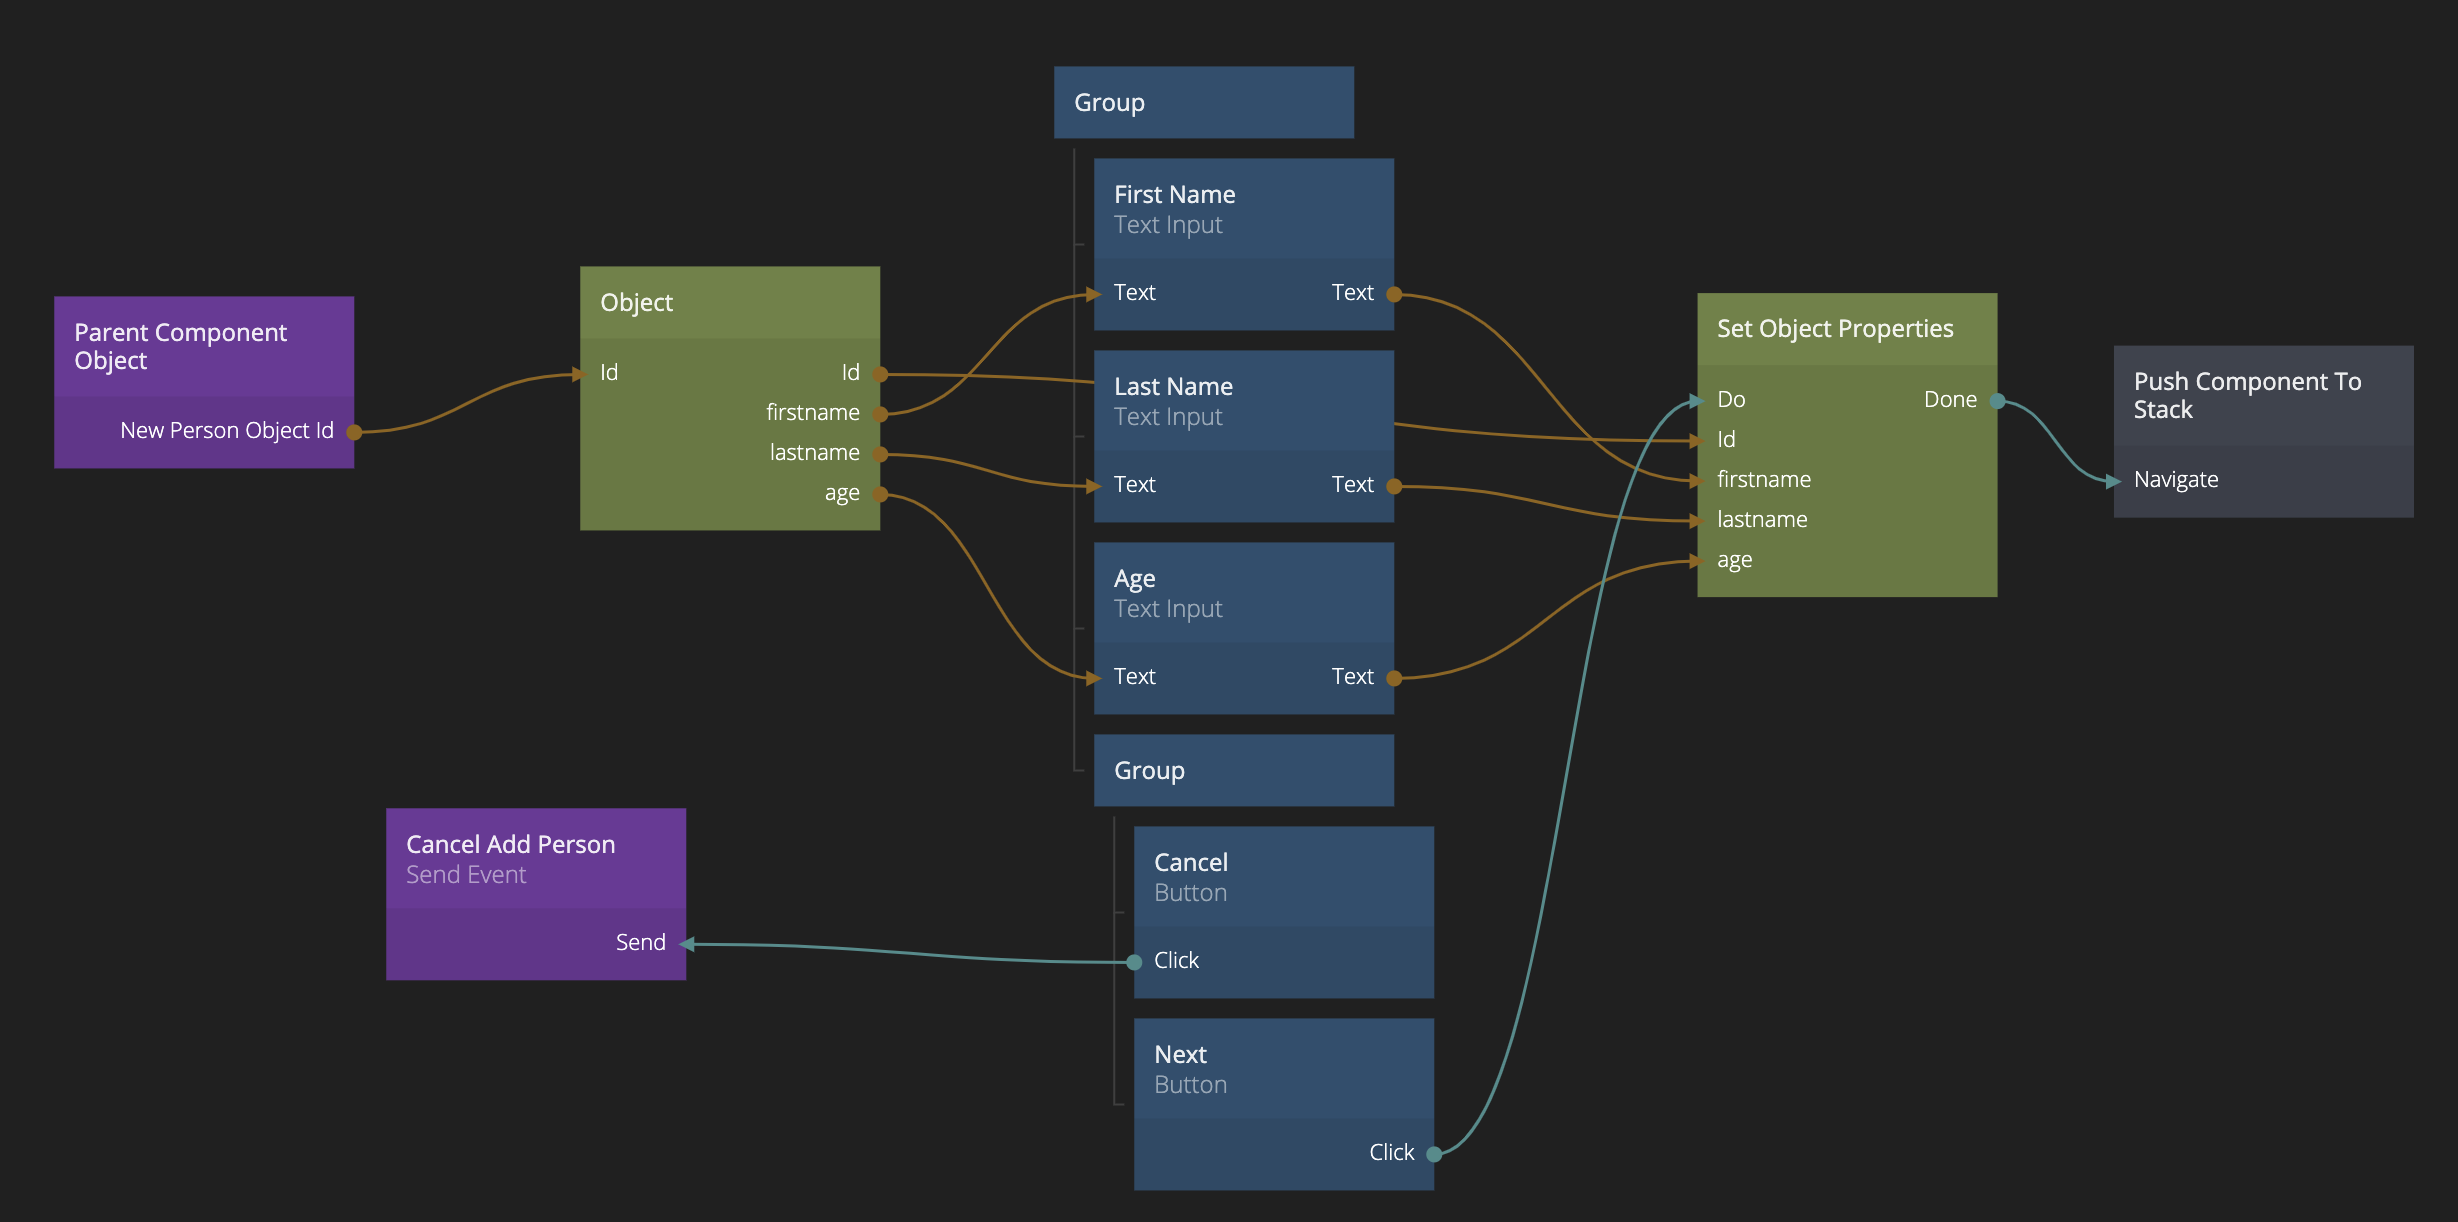 Group
First Name
Text Input
Text Text
Last Name
Text Input
Text Text
Age
Text Input
Text Text
Group
Cancel
Button
Click
Next
Button
Click
Parent Component
Object
New Person Object Id
Object
Id Id
firstname
lastname
age
Cancel Add Person
Send Event
Send
Set Object Properties
Do Done
Id
firstname
lastname
age
Push Component To
Stack
Navigate